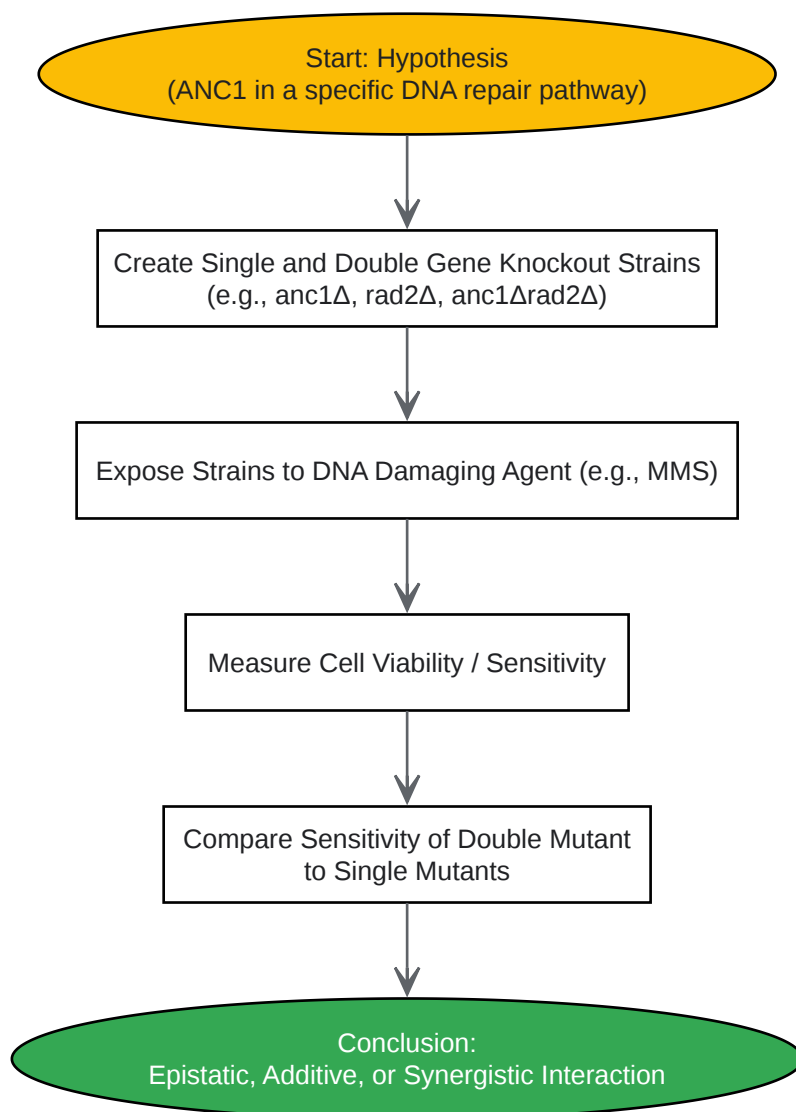 Start: Hypothesis
(ANC1 in a specific DNA repair pathway)
Create Single and Double Gene Knockout Strains
(e.g., anc1Δ, rad2Δ, anc1Δrad2Δ)
Expose Strains to DNA Damaging Agent (e.g., MMS)
Measure Cell Viability / Sensitivity
Compare Sensitivity of Double Mutant
to Single Mutants
Conclusion:
Epistatic, Additive, or Synergistic Interaction